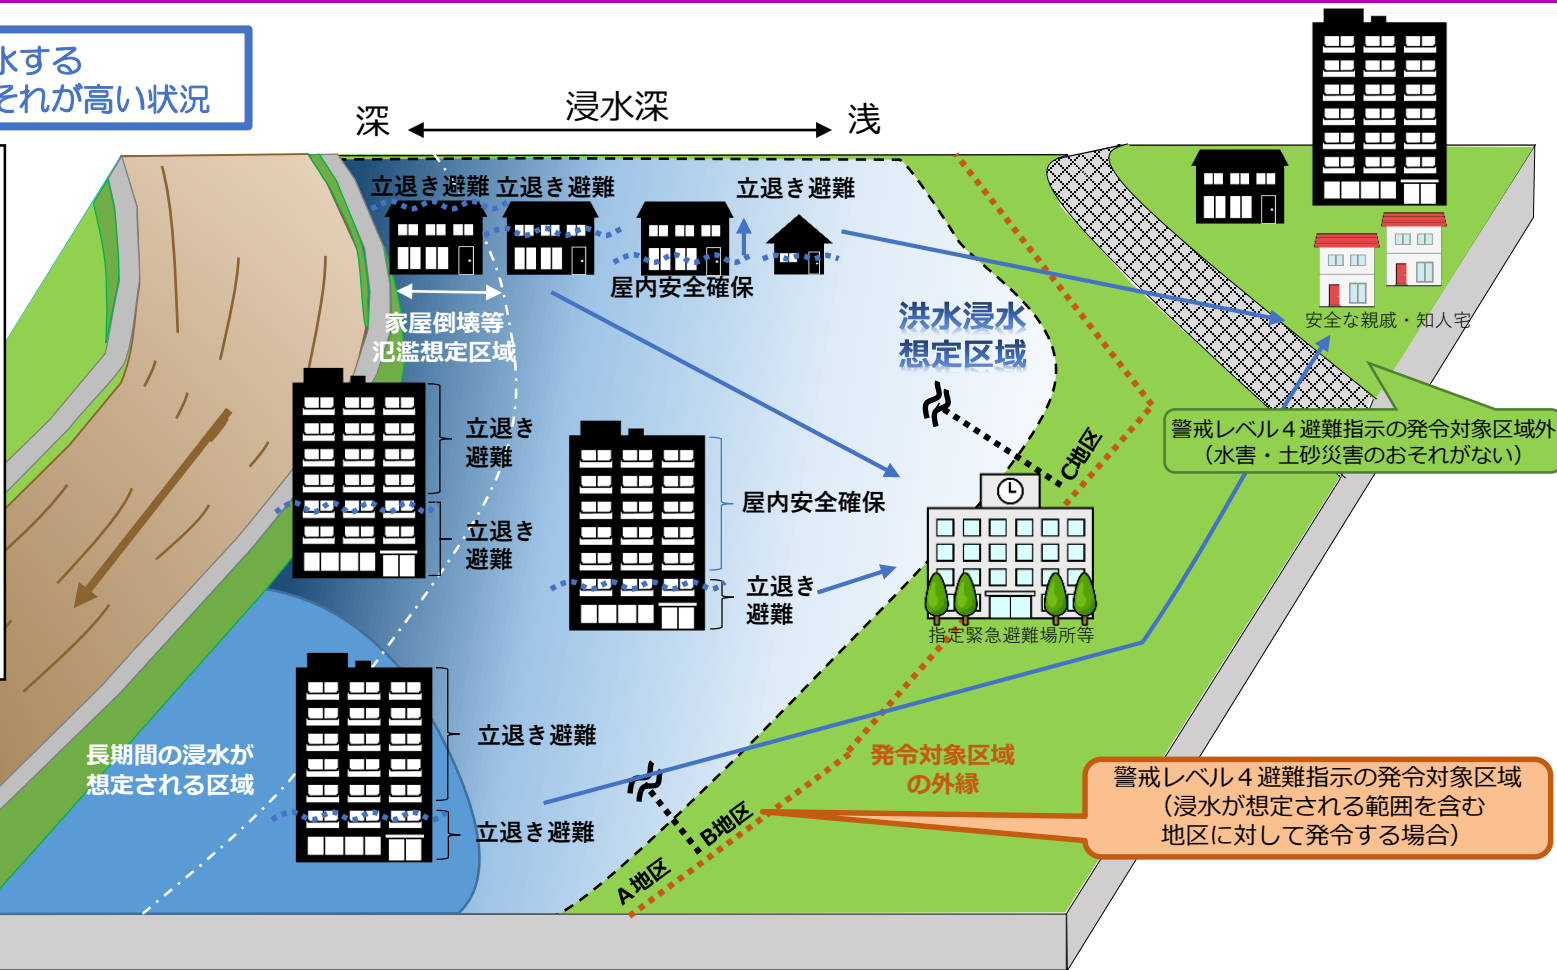 水する
それが高い状況
深
浸水深
浅
立退き避難
立退き避難
立退き避難
屋内安全確保
家屋倒壊等
氾濫想定区域
洪水浸水
想定区域
安全な親戚・知人宅
警戒レベル４避難指示の発令対象区域外
（水害・土砂災害のおそれがない）
立退き
避難
立退き
避難
屋内安全確保
立退き
避難
C地区
指定緊急避難場所等
長期間の浸水が
想定される区域
立退き避難
立退き避難
発令対象区域
の外縁
B地区
A地区
警戒レベル４避難指示の発令対象区域
（浸水が想定される範囲を含む
地区に対して発令する場合）